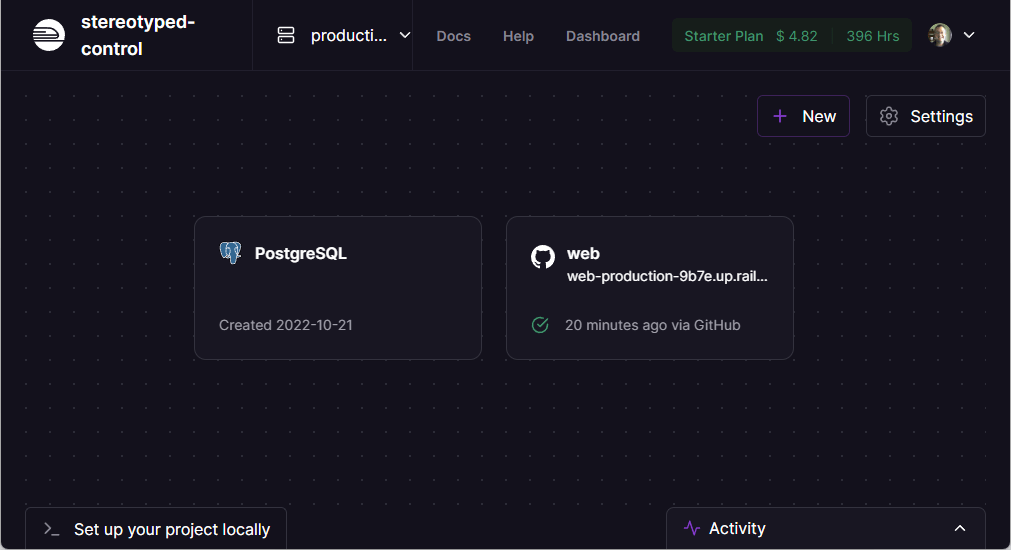 stereotyped-
control
producti...
Docs
Help
Dashboard
Starter Plan $ 4.82 396 Hrs
New
Settings
PostgreSQL
Created 2022-10-21
web
web-production-9b7e.up.rail...
20 minutes ago via GitHub
Set up your project locally
Activity